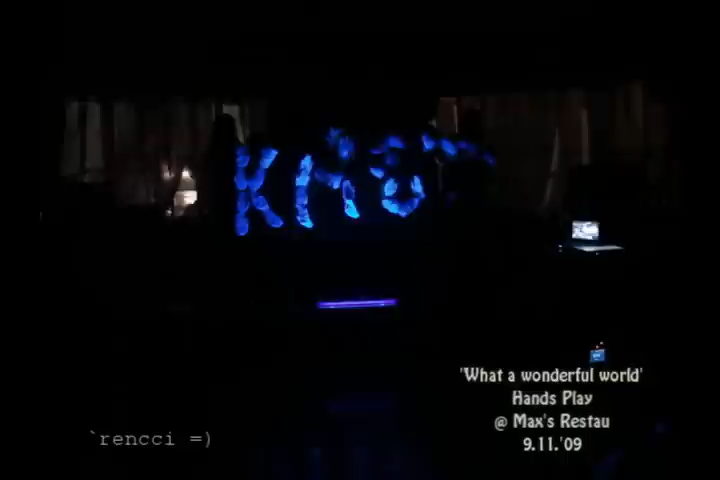 'What a wonderful world'
Hands Play
@ Max's Restau
9.11.'09
`rencci =)